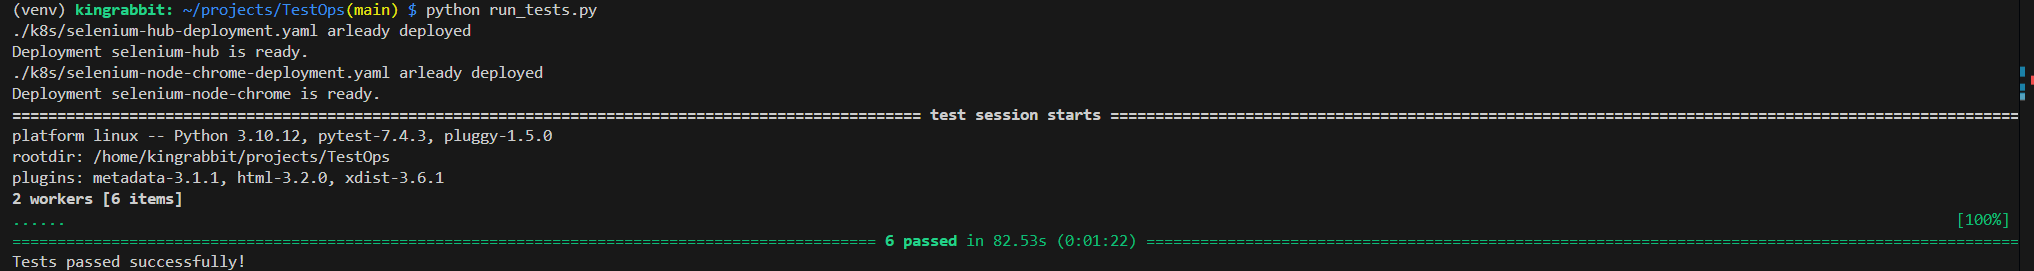 (venv) kingrabbit: ~/projects/TestOps(main) $ python run_tests.py
./k8s/selenium-hub-deployment.yaml arleady deployed
Deployment selenium-hub is ready.
./k8s/selenium-node-chrome-deployment.yaml arleady deployed
Deployment selenium-node-chrome is ready.
===================================================================================================== test session starts =====================================================================================================
platform linux -- Python 3.10.12, pytest-7.4.3, pluggy-1.5.0
rootdir: /home/kingrabbit/projects/TestOps
plugins: metadata-3.1.1, html-3.2.0, xdist-3.6.1
2 workers [6 items]
...... [100%]
================================================================================================ 6 passed in 82.53s (0:01:22) =================================================================================================
Tests passed successfully!